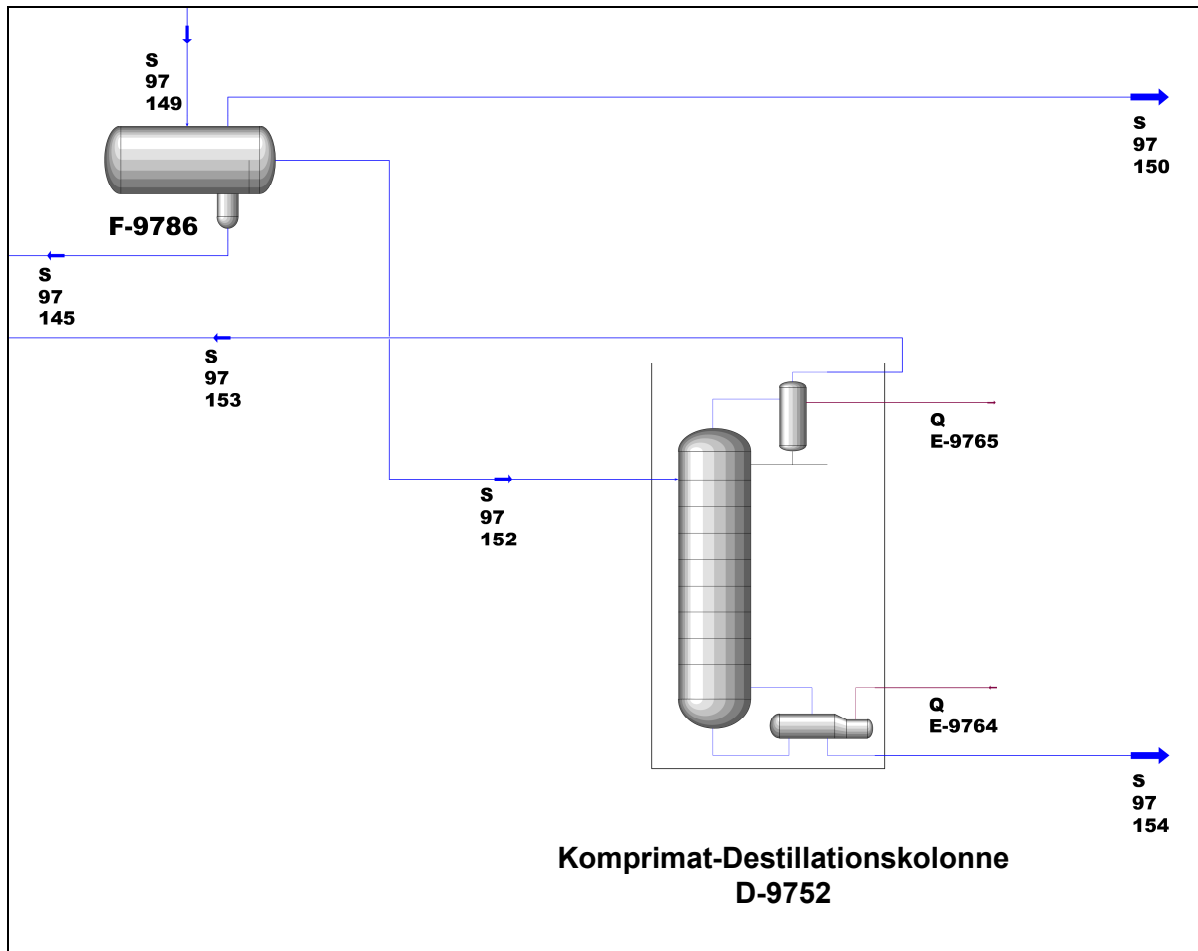 S
97
149
S
97
150
F-9786
S
97
145
S
97
153
Q
E-9765
S
97
152
Q
E-9764
S
97
154
Komprimat-Destillationskolonne
D-9752